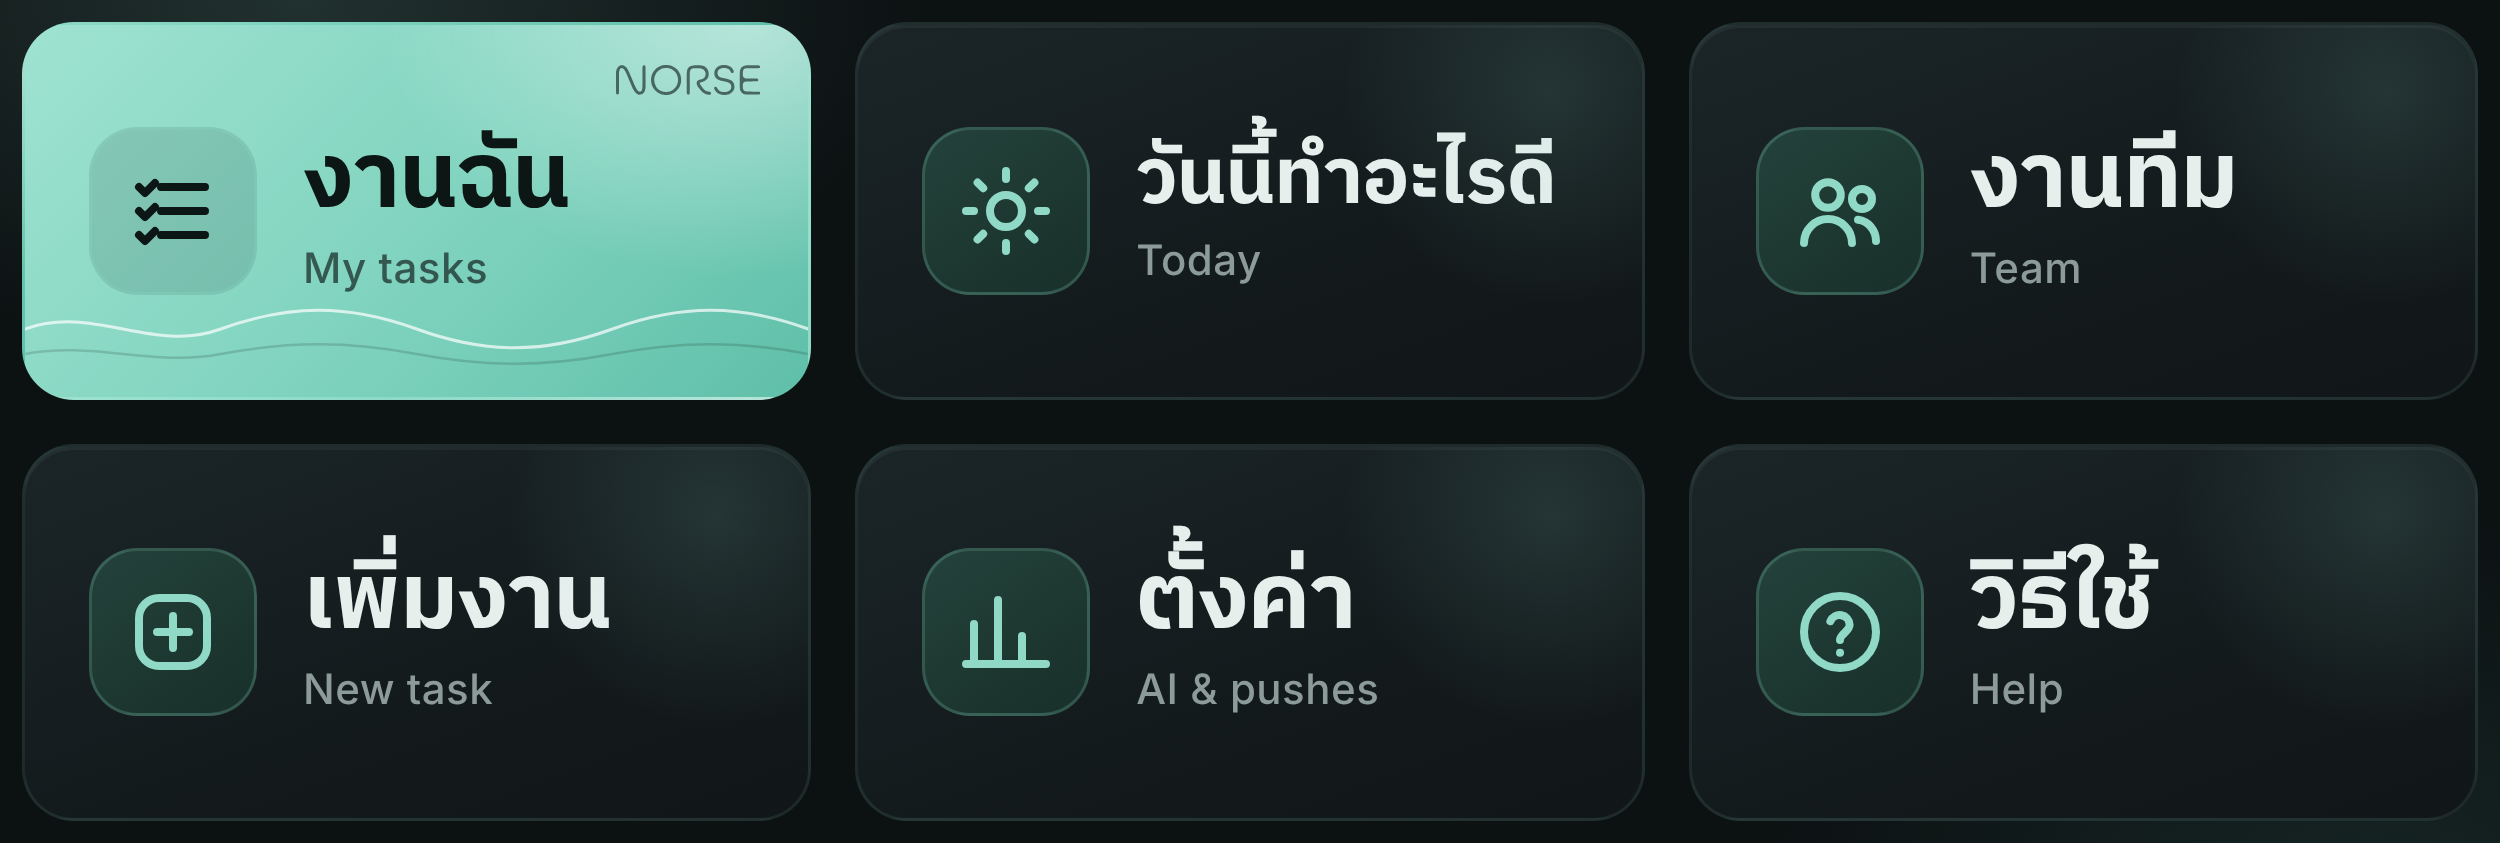 NORSE
งานฉัน
My tasks
วันนี้ทำอะไรดี
Today
งานทีม
Team
เพิ่มงาน
New task
ตั้งค่า
AI & pushes
วิธีใช้
Help